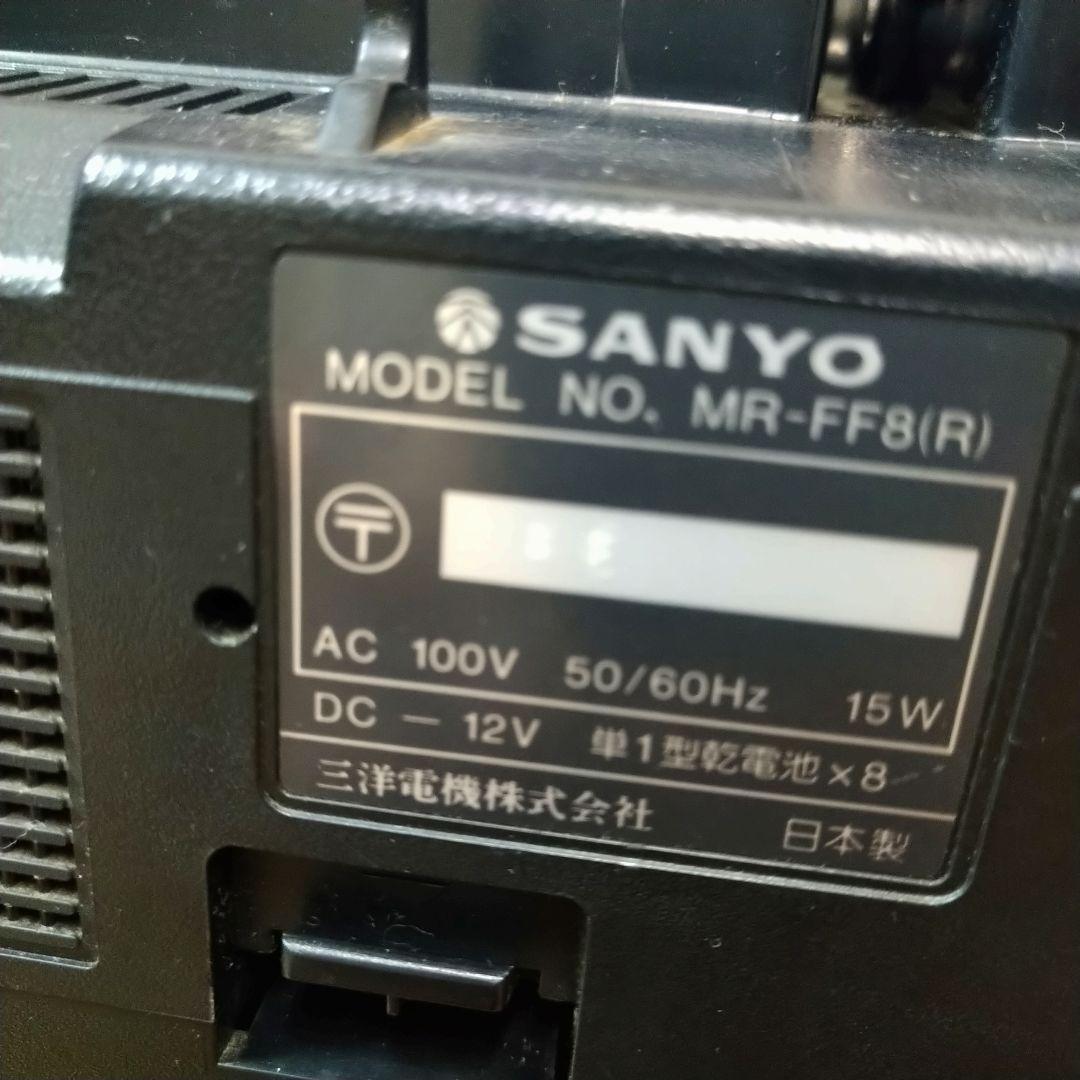 SANYO
MODEL NO. MR-FF8(R)
〒
AC 100V 50/60Hz 15W
DC — 12V 単1型乾電池×8
三洋電機株式会社
日本製